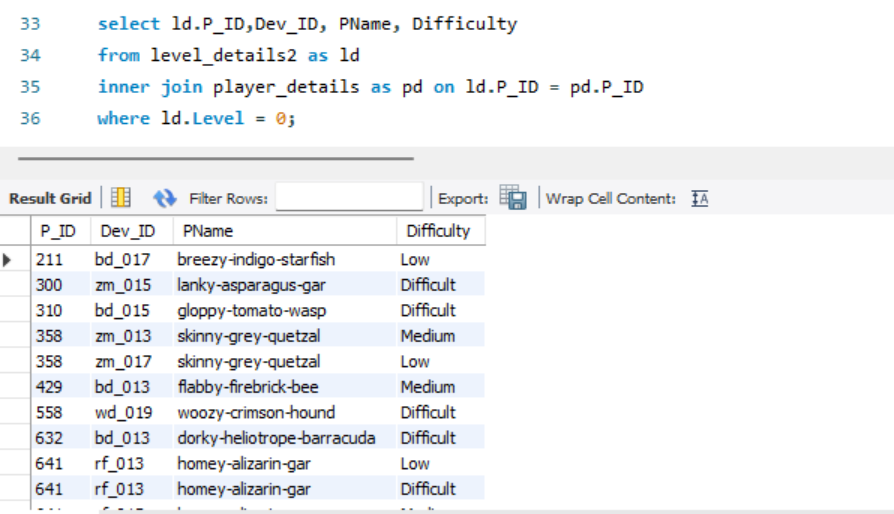 33 select ld.P_ID,Dev_ID, PName, Difficulty
34 from level_details2 as ld
35 inner join player_details as pd on ld.P_ID = pd.P_ID
36 where ld.Level = 0;
Result Grid Filter Rows: Export: Wrap Cell Content:
P_ID Dev_ID PName Difficulty
211 bd_017 breezy-indigo-starfish Low
300 zm_015 lanky-asparagus-gar Difficult
310 bd_015 gloppy-tomato-wasp Difficult
358 zm_013 skinny-grey-quetzal Medium
358 zm_017 skinny-grey-quetzal Low
429 bd_013 flabby-firebrick-bee Medium
558 wd_019 woozy-crimson-hound Difficult
632 bd_013 dorky-heliotrope-barracuda Difficult
641 rf_013 homey-alizarin-gar Low
641 rf_013 homey-alizarin-gar Difficult